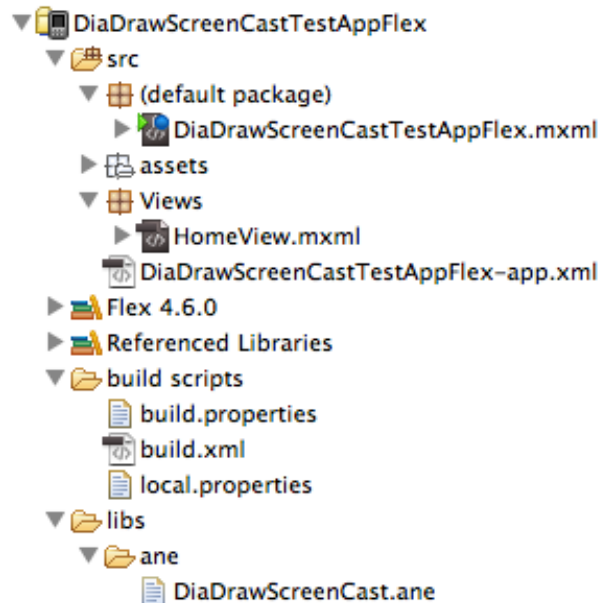 DiaDrawScreenCastTestAppFlex
src
(default package)
DiaDrawScreenCastTestAppFlex.mxml
assets
Views
HomeView.mxml
DiaDrawScreenCastTestAppFlex-app.xml
Flex 4.6.0
Referenced Libraries
build scripts
build.properties
build.xml
local.properties
libs
ane
DiaDrawScreenCast.ane